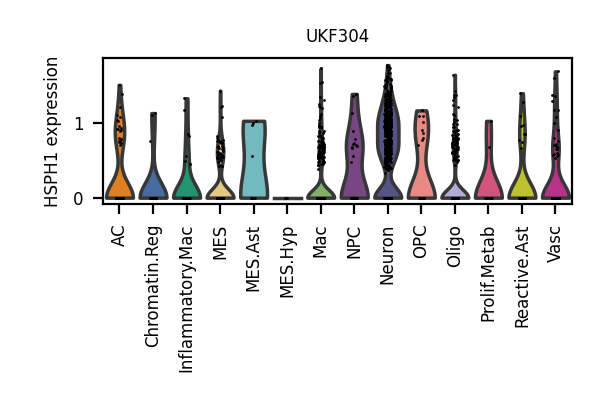 UKF304
HSPH1 expression
1
0
AC
Chromatin.Reg
Inflammatory.Mac
MES
MES.Ast
MES.Hyp
Mac
NPC
Neuron
OPC
Oligo
Prolif.Metab
Reactive.Ast
Vasc